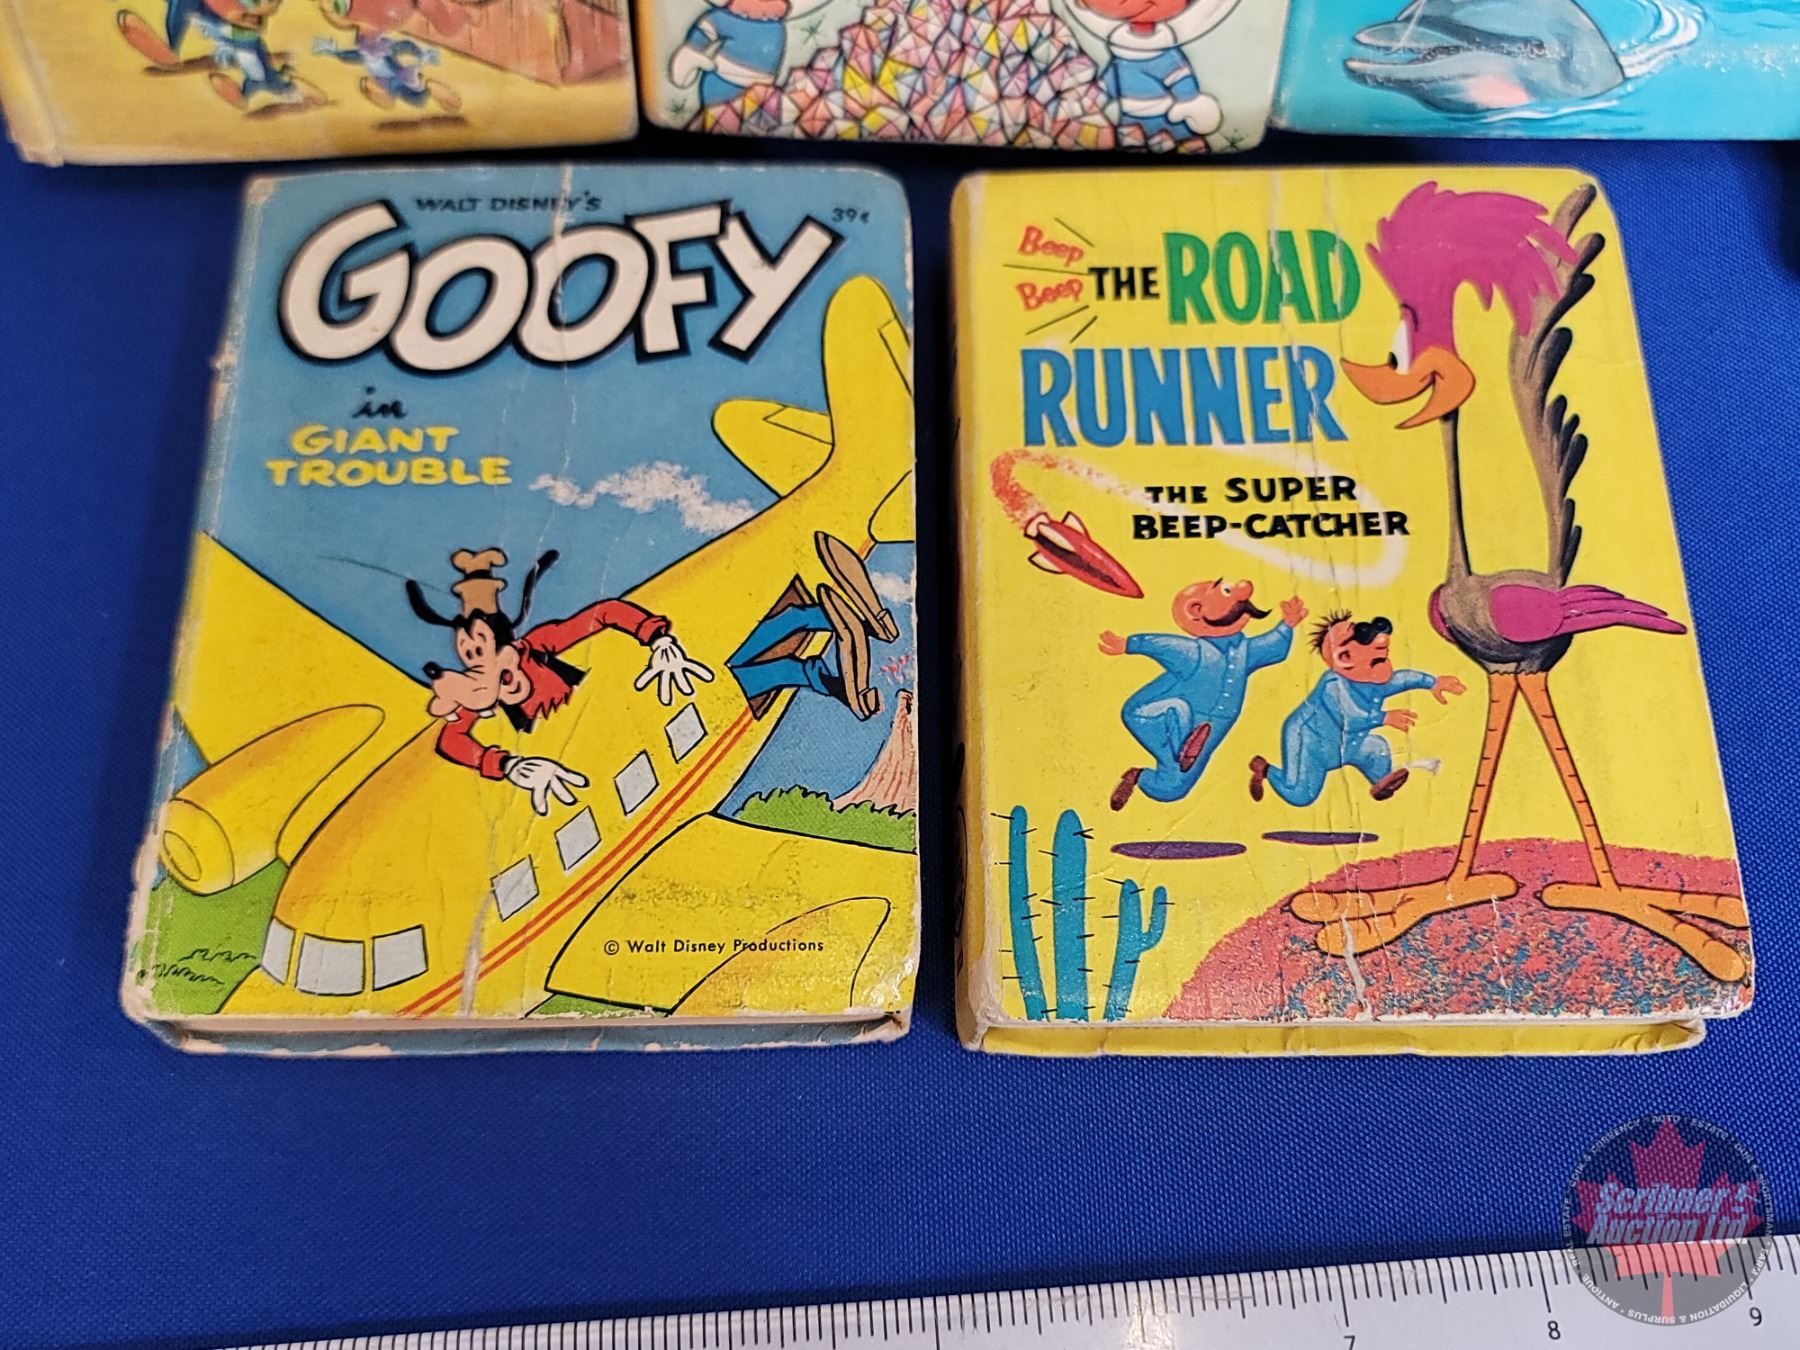 WALT DISNEY'S
39¢
GOOFY
in
GIANT
TROUBLE
© Walt Disney Productions
Beep
Beep
THE ROAD
RUNNER
THE SUPER
BEEP-CATCHER
Scribner's
Auction Ltd
7
8
9